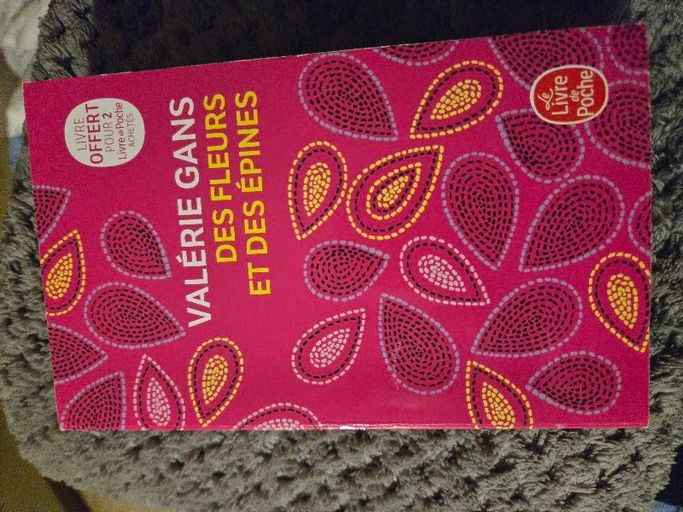 LIVRE
OFFERT
POUR 2
Livre de Poche
ACHETÉS
VALÉRIE GANS
DES FLEURS
ET DES ÉPINES
Le
Livre
de
Poche